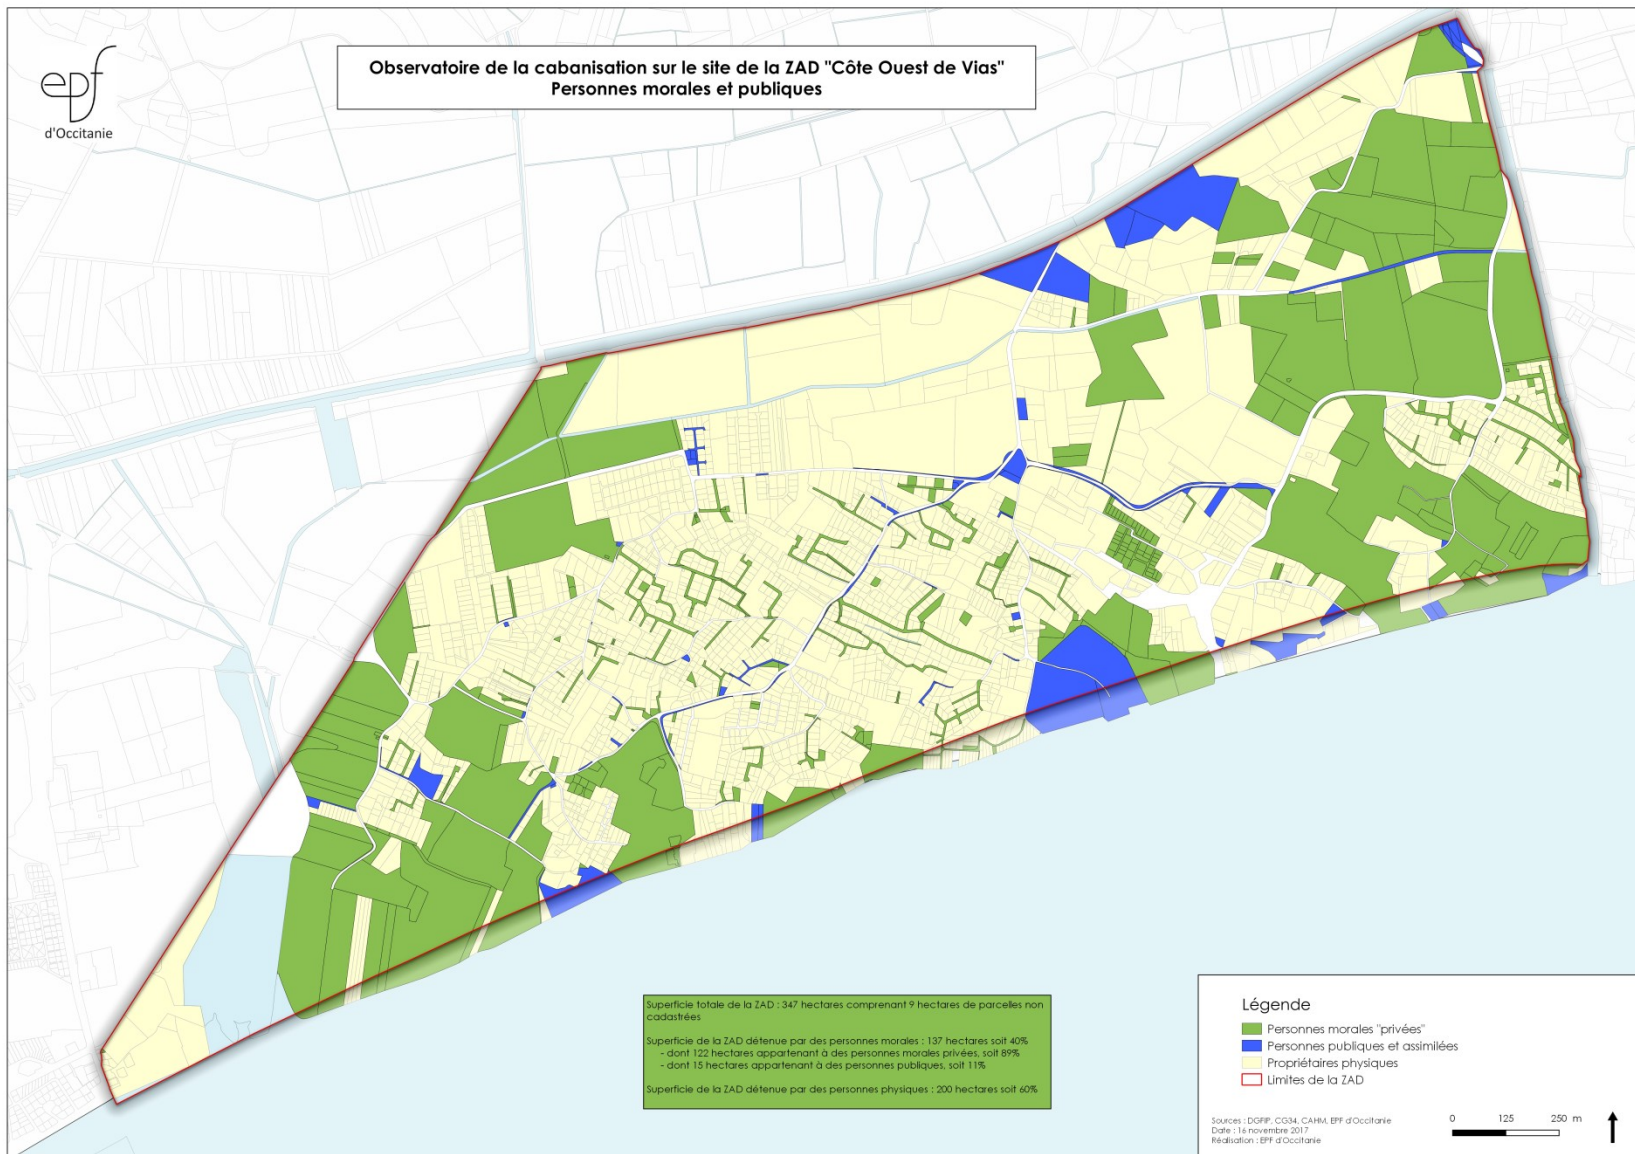 epf
d'Occitanie
Observatoire de la cabanisation sur le site de la ZAD "Côte Ouest de Vias"
Personnes morales et publiques
Superficie totale de la ZAD : 347 hectares comprenant 9 hectares de parcelles non
cadastrées
Superficie de la ZAD détenue par des personnes morales : 137 hectares soit 40%
- dont 122 hectares appartenant à des personnes morales privées, soit 89%
- dont 15 hectares appartenant à des personnes publiques, soit 11%
Superficie de la ZAD détenue par des personnes physiques : 200 hectares soit 60%
Légende
Personnes morales "privées"
Personnes publiques et assimilées
Propriétaires physiques
Limites de la ZAD
Sources : DGFIP, CG34, CAHM, EPF d'Occitanie
Date : 16 novembre 2017
Réalisation : EPF d'Occitanie
0 125 250 m